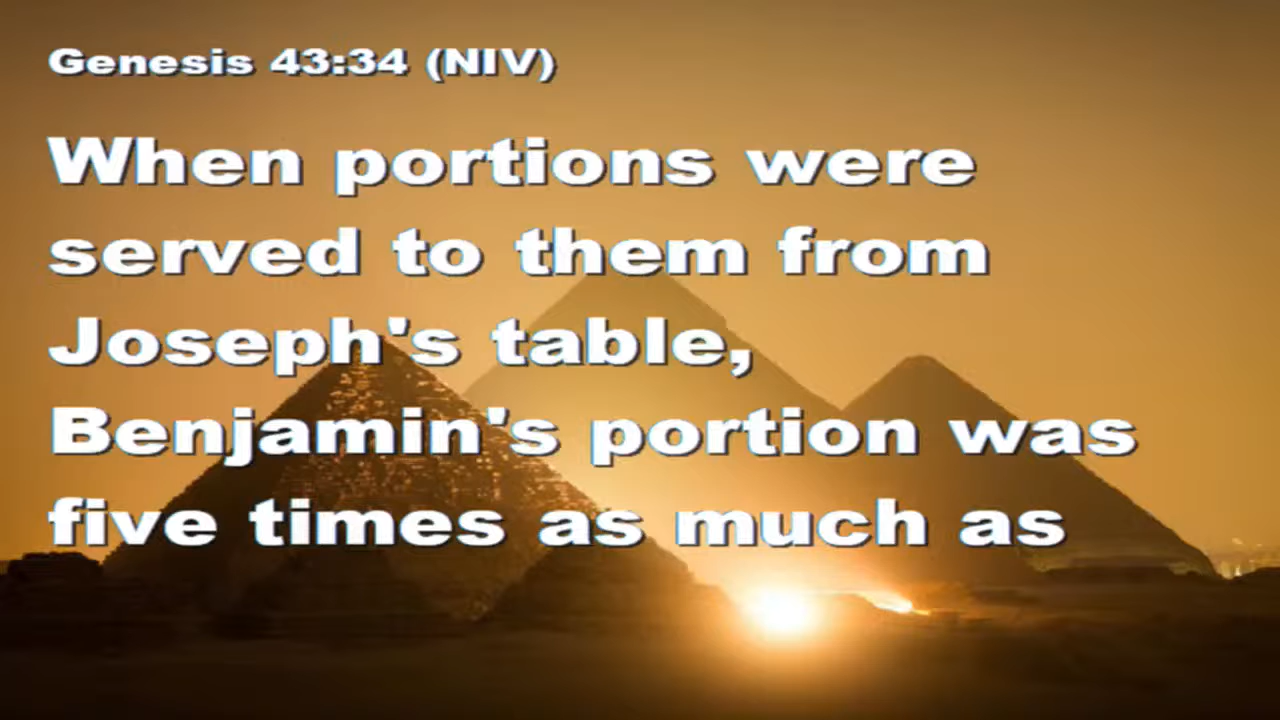 Genesis 43:34 (NIV)
When portions were
served to them from
Joseph's table,
Benjamin's portion was
five times as much as